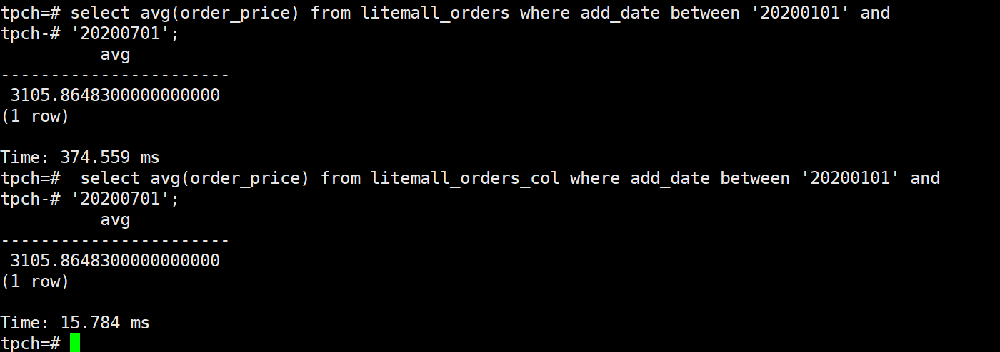 tpch=# select avg(order_price) from litemall_orders where add_date between '20200101' and
tpch-# '20200701';
          avg
-----------------------
 3105.8648300000000000
(1 row)

Time: 374.559 ms
tpch=#  select avg(order_price) from litemall_orders_col where add_date between '20200101' and
tpch-# '20200701';
          avg
-----------------------
 3105.8648300000000000
(1 row)

Time: 15.784 ms
tpch=#